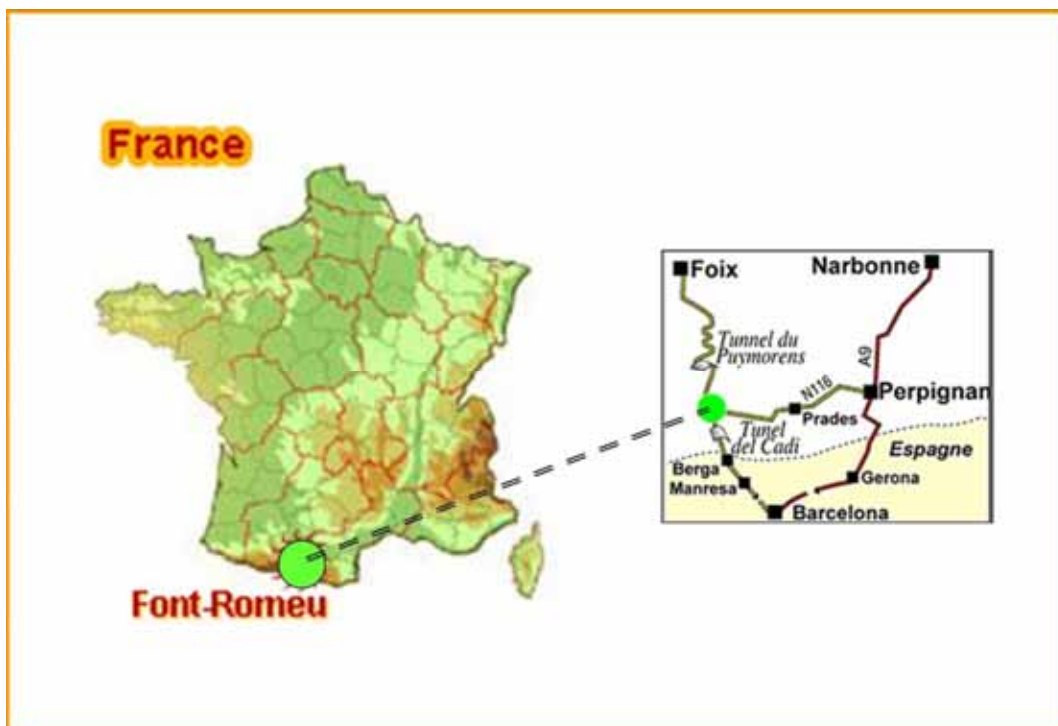 France
Font-Romeu
Foix
Narbonne
Tunnel du
Puymorens
A9
N116
Perpignan
Prades
Tunel
del Cadi
Espagne
Berga
Manresa
Gerona
Barcelona